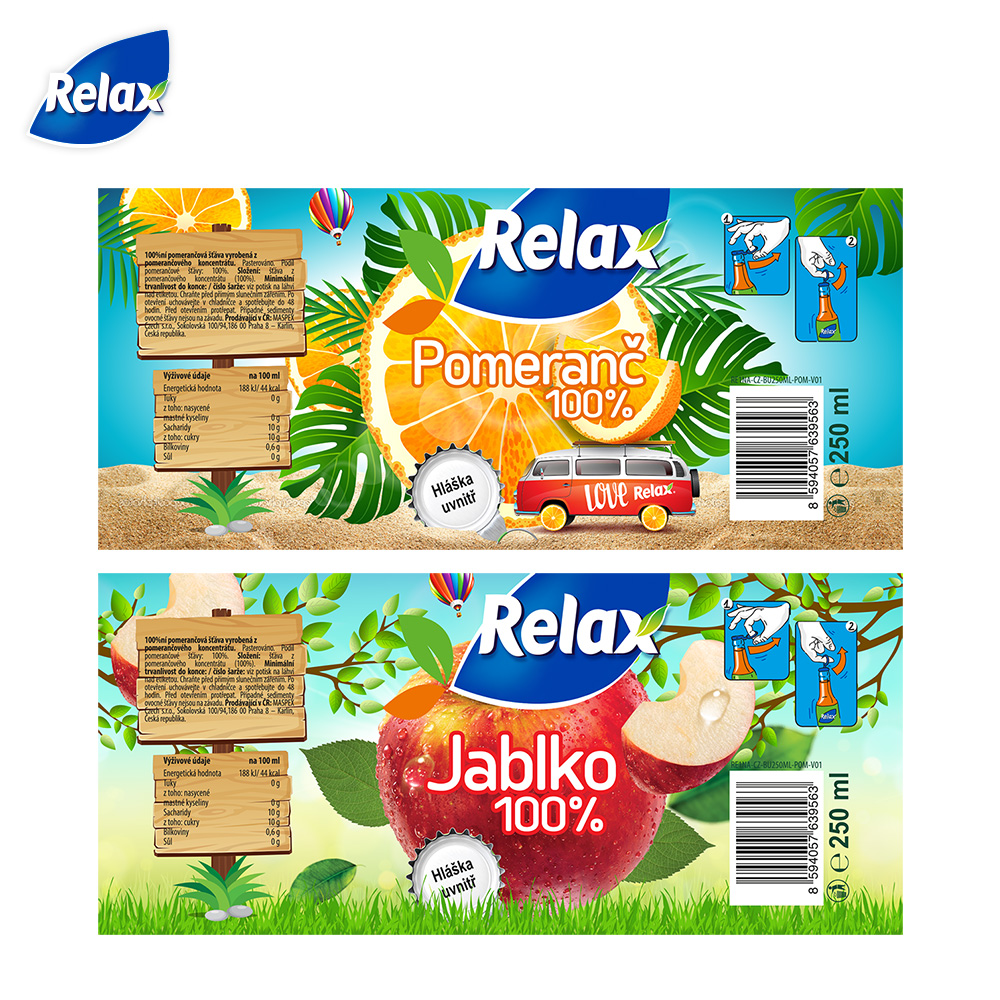 Relax
Relax
100%ní pomerančová šťáva vyrobená z
pomerančového koncentrátu. Pasterováno. Podíl
pomerančové šťávy: 100%. Složení: šťáva z
pomerančového koncentrátu (100%). Minimální
trvanlivost do konce: / číslo šarže: viz potisk na láhvi
nad etiketou. Chraňte před přímým slunečním zářením. Po
otevření uchovávejte v chladničce a spotřebujte do 48
hodin. Před otevřením protřepat. Případné sedimenty
ovocné šťávy nejsou na závadu. Prodávající v ČR: MASPEX
Czech s.r.o., Sokolovská 100/94,186 00 Praha 8 – Karlín,
Česká republika.
Výživové údaje na 100 ml
Energetická hodnota 188 kJ/ 44 kcal
Tuky 0 g
z toho: nasycené
mastné kyseliny 0 g
Sacharidy 10 g
z toho: cukry 10 g
Bílkoviny 0,6 g
Sůl 0 g
Pomeranč
100%
Hláška
uvnitř
LOVE Relax
1
2
Relax
RE1NA-CZ-BU250ML-POM-V01
8 594057 639563
℮ 250 ml
Relax
100%ní pomerančová šťáva vyrobená z
pomerančového koncentrátu. Pasterováno. Podíl
pomerančové šťávy: 100%. Složení: šťáva z
pomerančového koncentrátu (100%). Minimální
trvanlivost do konce: / číslo šarže: viz potisk na láhvi
nad etiketou. Chraňte před přímým slunečním zářením. Po
otevření uchovávejte v chladničce a spotřebujte do 48
hodin. Před otevřením protřepat. Případné sedimenty
ovocné šťávy nejsou na závadu. Prodávající v ČR: MASPEX
Czech s.r.o., Sokolovská 100/94,186 00 Praha 8 – Karlín,
Česká republika.
Výživové údaje na 100 ml
Energetická hodnota 188 kJ/ 44 kcal
Tuky 0 g
z toho: nasycené
mastné kyseliny 0 g
Sacharidy 10 g
z toho: cukry 10 g
Bílkoviny 0,6 g
Sůl 0 g
Jablko
100%
Hláška
uvnitř
1
2
Relax
RE1NA-CZ-BU250ML-POM-V01
8 594057 639563
℮ 250 ml